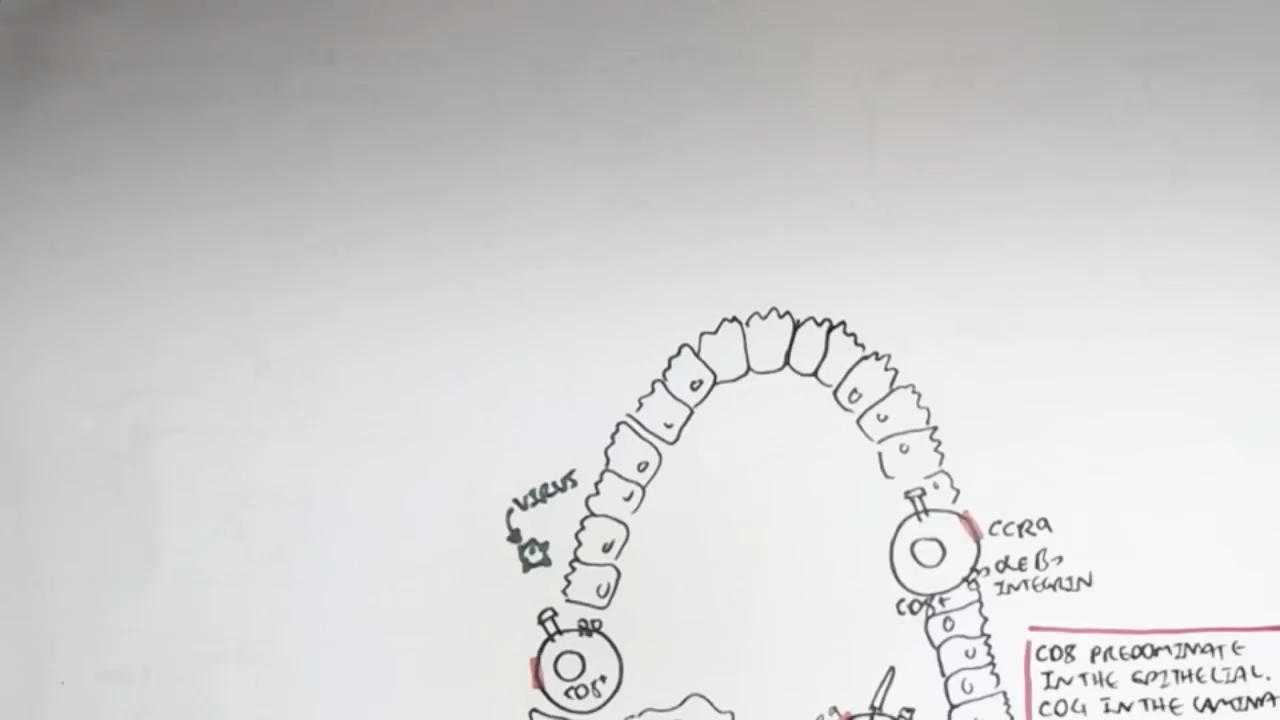 VIRUS
CCR9
αEβ7
INTEGRIN
CD8+
CD8+
CD8 PREDOMINATE
IN THE EPITHELIAL.
CD4 IN THE LAMINA